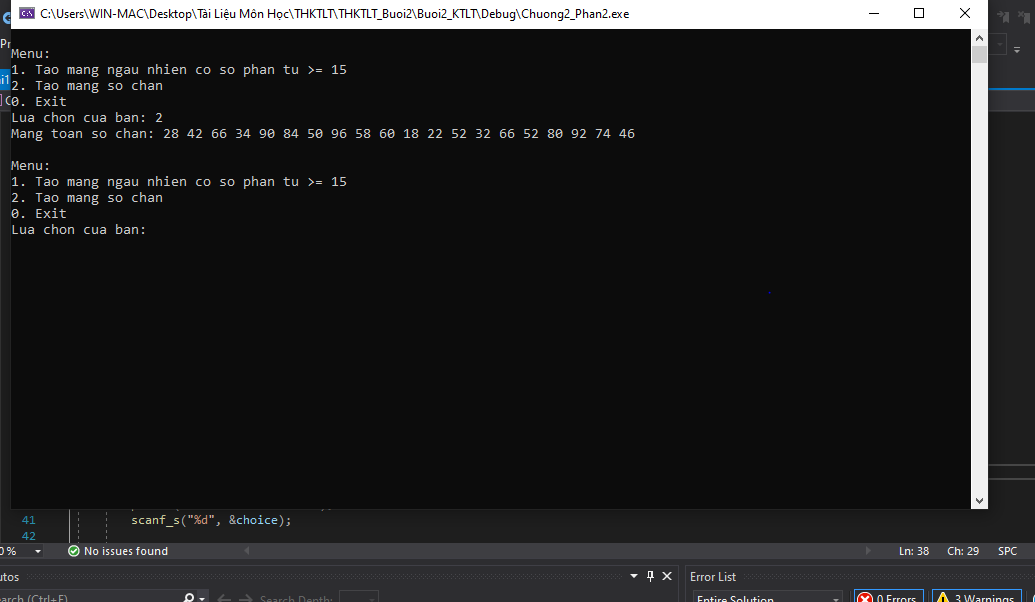 C:\Users\WIN-MAC\Desktop\Tài Liệu Môn Học\THKTLT\THKTLT_Buoi2\Buoi2_KTLT\Debug\Chuong2_Phan2.exe
Menu:
1. Tao mang ngau nhien co so phan tu >= 15
2. Tao mang so chan
0. Exit
Lua chon cua ban: 2
Mang toan so chan: 28 42 66 34 90 84 50 96 58 60 18 22 52 32 66 52 80 92 74 46
Menu:
1. Tao mang ngau nhien co so phan tu >= 15
2. Tao mang so chan
0. Exit
Lua chon cua ban:
41 scanf_s("%d", &choice);
42
No issues found
Ln: 38 Ch: 29 SPC
Error List
Search Depth:
Entire Solution
0 Errors
3 Warnings